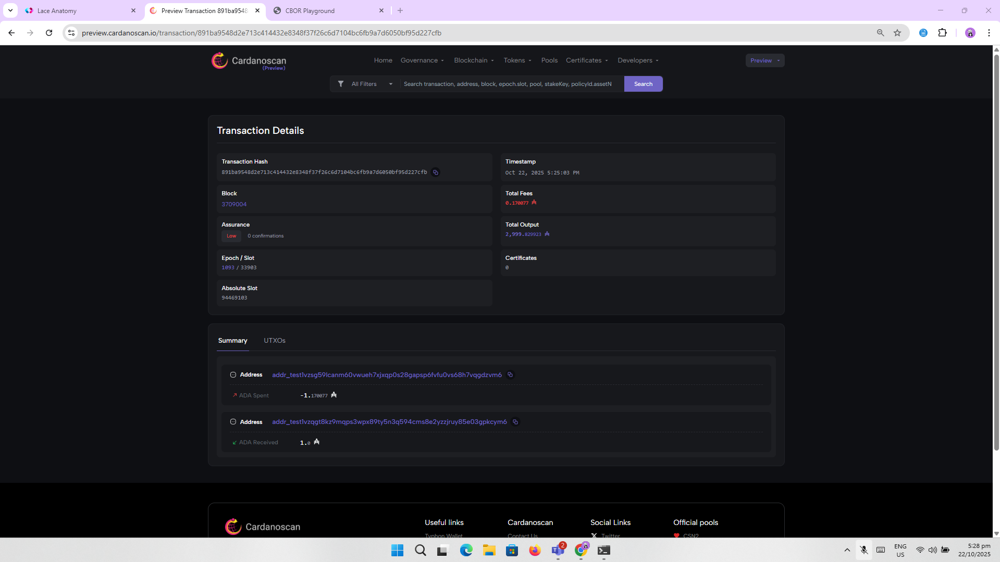 Lace Anatomy
Preview Transaction 891ba9548
CBOR Playground
preview.cardanoscan.io/transaction/891ba9548d2e713c414432e8348f37f26c6d7104bc6fb9a7d6050bf95d227cfb
Cardanoscan
(Preview)
Home
Governance
Blockchain
Tokens
Pools
Certificates
Developers
Preview
All Filters
Search transaction, address, block, epoch.slot, pool, stakeKey, policyId.assetN
Search
Transaction Details
Transaction Hash
891ba9548d2e713c414432e8348f37f26c6d7104bc6fb9a7d6050bf95d227cfb
Timestamp
Oct 22, 2025 5:25:03 PM
Block
3709004
Total Fees
0.170077 ₳
Assurance
Low
0 confirmations
Total Output
2,999.829923 ₳
Epoch / Slot
1093 / 33903
Certificates
0
Absolute Slot
94469103
Summary
UTXOs
Address
addr_test1vzsg59lcanm60vwueh7xjxqp0s28gapsp6fvfu0vs68h7vqgdzvm6
ADA Spent
-1.170077 ₳
Address
addr_test1vzqgt8kz9mqps3wpx89ty5n3q594cms8e2yzzjruy85e03gpkcym6
ADA Received
1.0 ₳
Cardanoscan
Useful links
Cardanoscan
Social Links
Official pools
Typhon Wallet
Contact Us
Twitter
CSN2
2
ENG
US
5:28 pm
22/10/2025